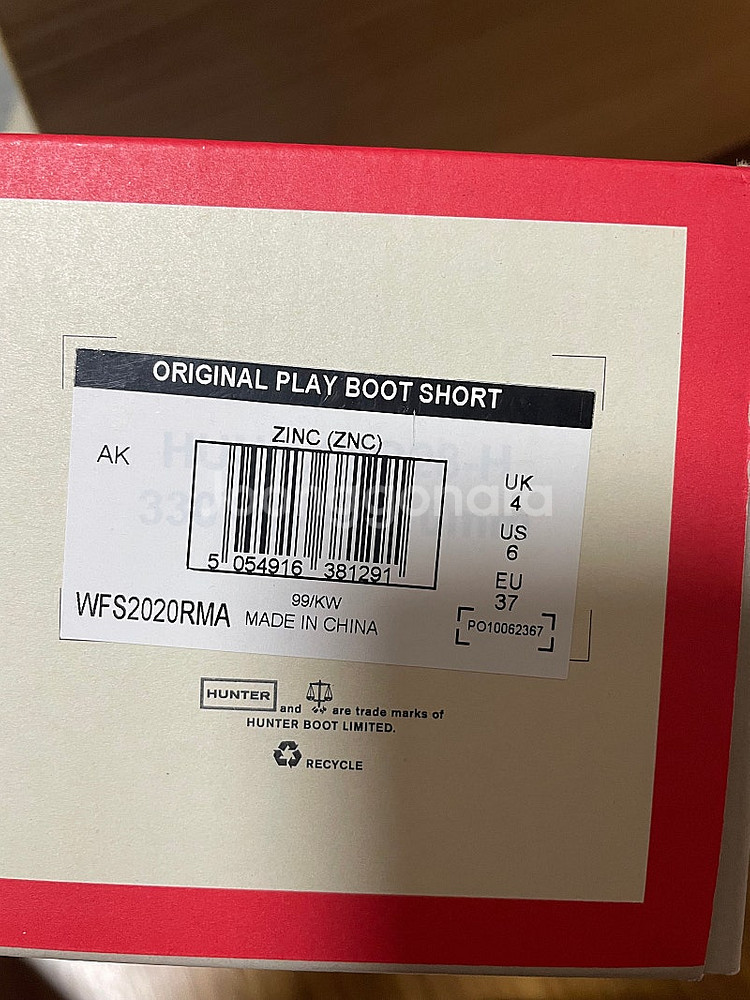 ORIGINAL PLAY BOOT SHORT
ZINC (ZNC)
AK
5 054916 381291
UK
4
US
6
EU
37
99/KW
WFS2020RMA
MADE IN CHINA
PO10062367
HUNTER and are trade marks of
HUNTER BOOT LIMITED.
RECYCLE
joonggonara